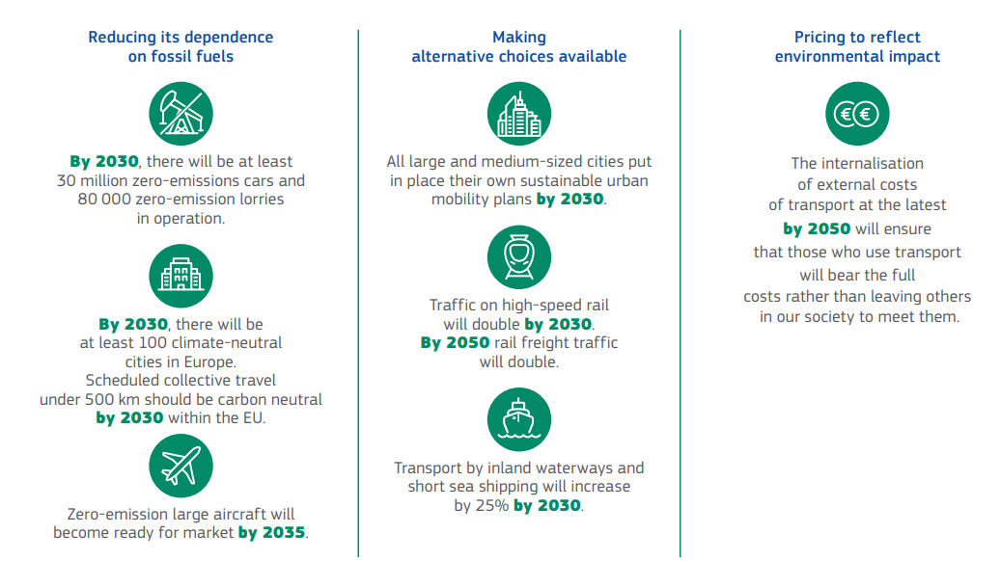 Reducing its dependence
on fossil fuels
By 2030, there will be at least
30 million zero-emissions cars and
80 000 zero-emission lorries
in operation.
By 2030, there will be
at least 100 climate-neutral
cities in Europe.
Scheduled collective travel
under 500 km should be carbon neutral
by 2030 within the EU.
Zero-emission large aircraft will
become ready for market by 2035.
Making
alternative choices available
All large and medium-sized cities put
in place their own sustainable urban
mobility plans by 2030.
Traffic on high-speed rail
will double by 2030.
By 2050 rail freight traffic
will double.
Transport by inland waterways and
short sea shipping will increase
by 25% by 2030.
Pricing to reflect
environmental impact
€ €
The internalisation
of external costs
of transport at the latest
by 2050 will ensure
that those who use transport
will bear the full
costs rather than leaving others
in our society to meet them.